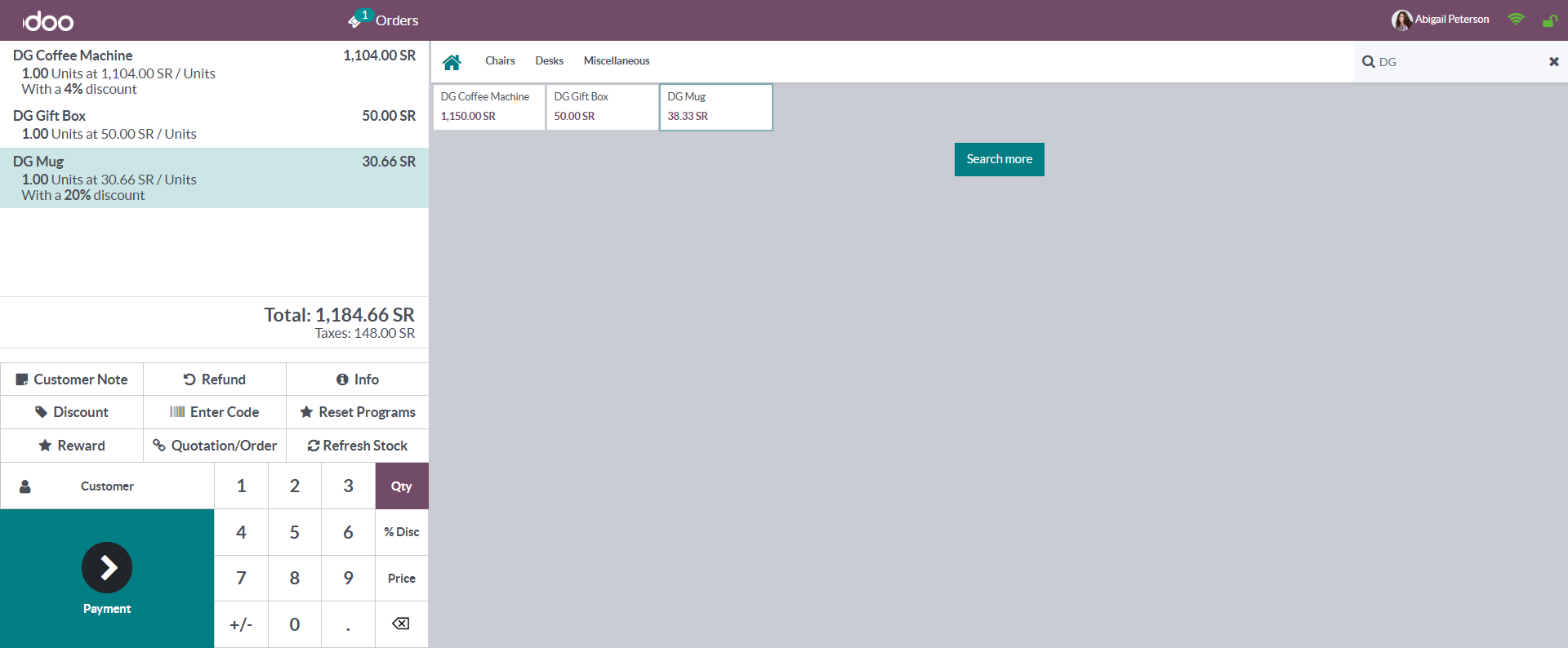 odoo
1 Orders
Abigail Peterson
DG Coffee Machine 1,104.00 SR
1.00 Units at 1,104.00 SR / Units
With a 4% discount
DG Gift Box 50.00 SR
1.00 Units at 50.00 SR / Units
DG Mug 30.66 SR
1.00 Units at 30.66 SR / Units
With a 20% discount
Total: 1,184.66 SR
Taxes: 148.00 SR
Customer Note Refund Info
Discount Enter Code Reset Programs
Reward Quotation/Order Refresh Stock
Customer 1 2 3 Qty
4 5 6 % Disc
7 8 9 Price
Payment
+/- 0 .
Chairs Desks Miscellaneous DG
DG Coffee Machine DG Gift Box DG Mug
1,150.00 SR 50.00 SR 38.33 SR
Search more